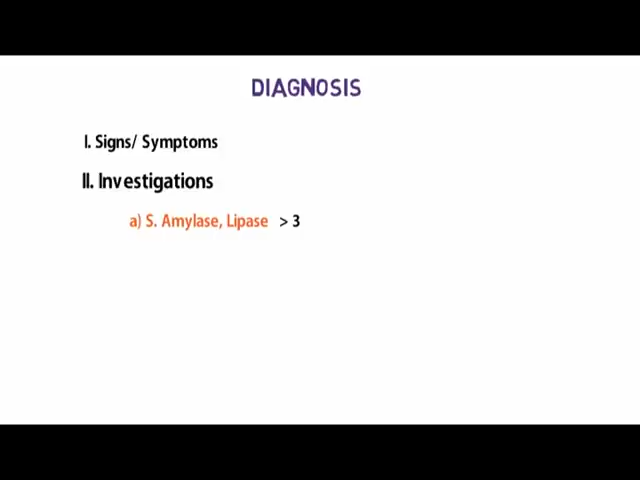 DIAGNOSIS
I. Signs/ Symptoms
II. Investigations
a) S. Amylase, Lipase > 3